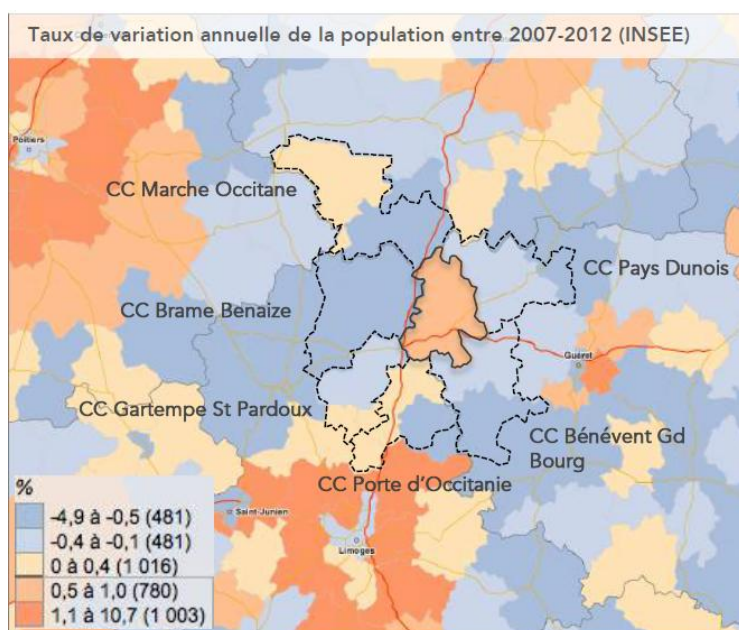 Taux de variation annuelle de la population entre 2007-2012 (INSEE)
Poitiers
CC Marche Occitane
CC Pays Dunois
CC Brame Benaize
Guéret
CC Gartempe St Pardoux
CC Bénévent Gd
Bourg
CC Porte d'Occitanie
%
-4,9 à -0,5 (481)
-0,4 à -0,1 (481)
0 à 0,4 (1 016)
0,5 à 1,0 (780)
1,1 à 10,7 (1 003)
Saint-Junien
Limoges